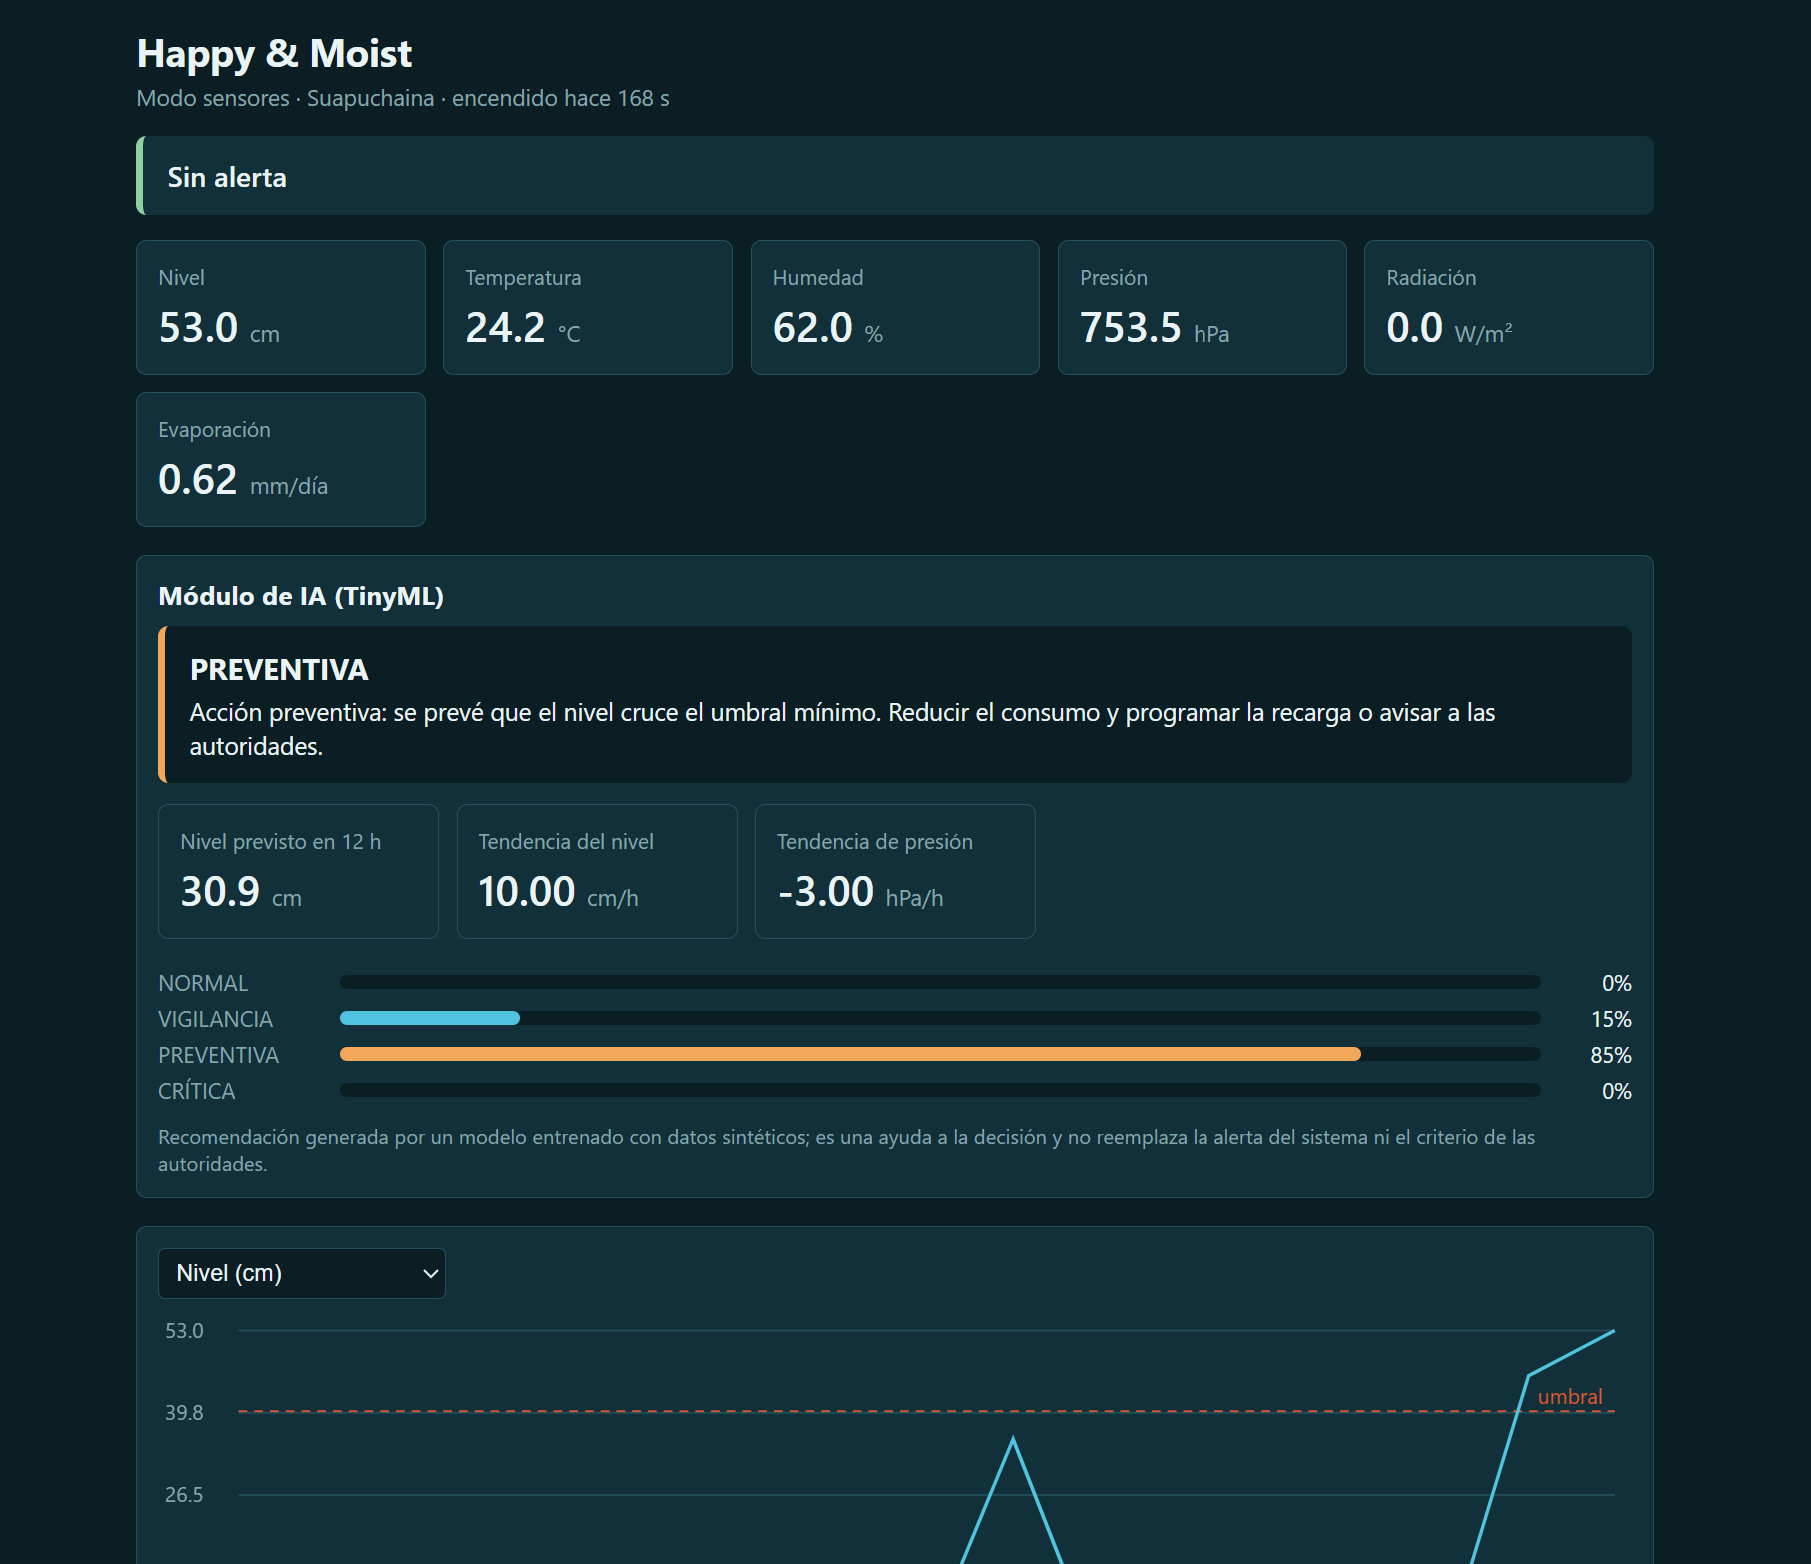 Happy & Moist
Modo sensores · Suapuchaina · encendido hace 168 s
Sin alerta
Nivel
53.0 cm
Temperatura
24.2 °C
Humedad
62.0 %
Presión
753.5 hPa
Radiación
0.0 W/m²
Evaporación
0.62 mm/día
Módulo de IA (TinyML)
PREVENTIVA
Acción preventiva: se prevé que el nivel cruce el umbral mínimo. Reducir el consumo y programar la recarga o avisar a las
autoridades.
Nivel previsto en 12 h
30.9 cm
Tendencia del nivel
10.00 cm/h
Tendencia de presión
-3.00 hPa/h
NORMAL 0%
VIGILANCIA 15%
PREVENTIVA 85%
CRÍTICA 0%
Recomendación generada por un modelo entrenado con datos sintéticos; es una ayuda a la decisión y no reemplaza la alerta del sistema ni el criterio de las
autoridades.
Nivel (cm)
53.0
umbral
39.8
26.5